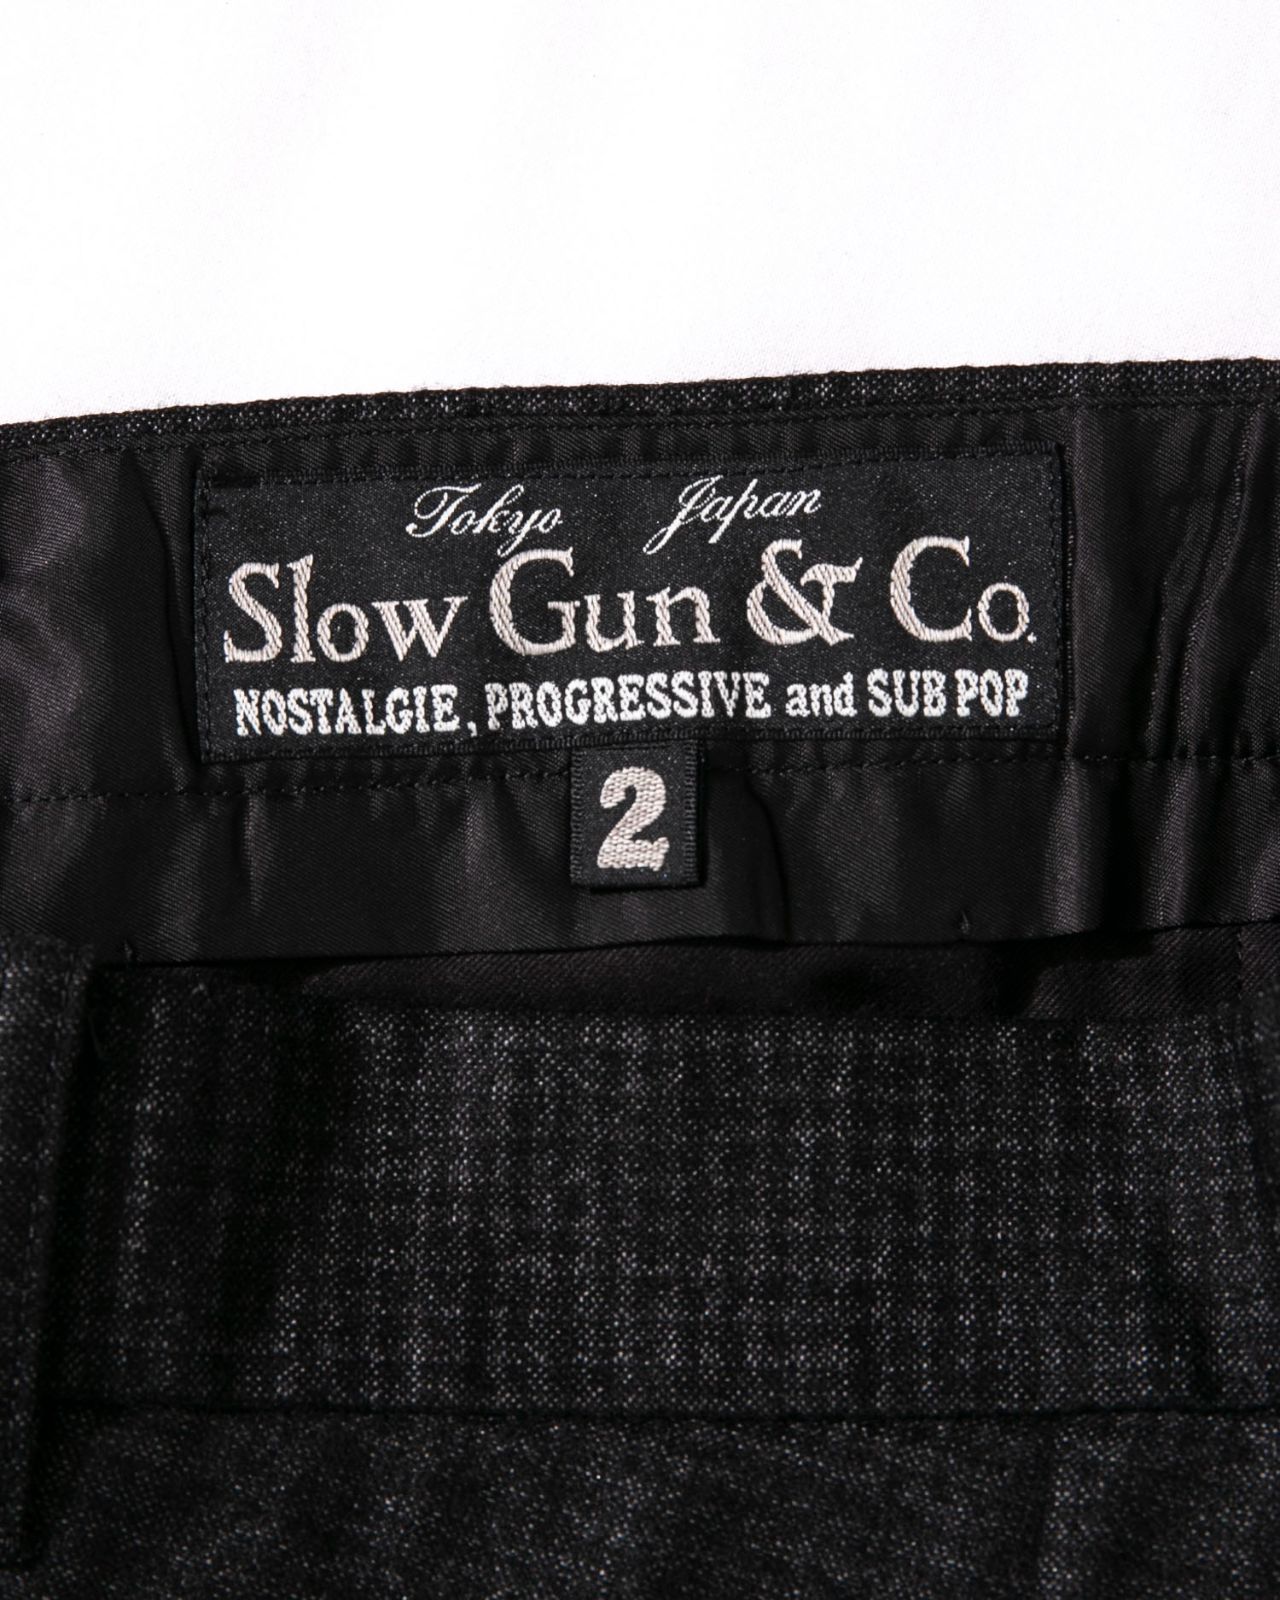 Tokyo Japan
Slow Gun & Co.
NOSTALGIE, PROGRESSIVE and SUB POP
2